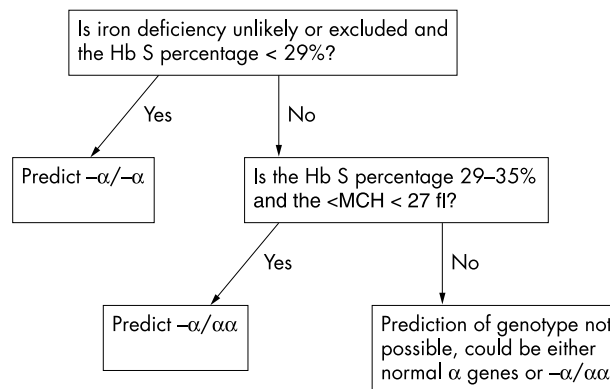 Is iron deficiency unlikely or excluded and
the Hb S percentage < 29%?
Yes
No
Predict –α/–α
Is the Hb S percentage 29–35%
and the <MCH < 27 fl?
Yes
No
Predict –α/αα
Prediction of genotype not
possible, could be either
normal α genes or –α/αα